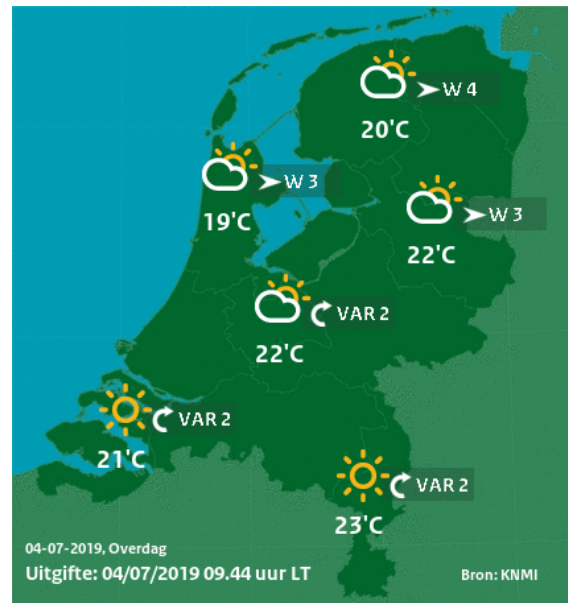 W 4
20'C
W 3
19'C
W 3
22'C
VAR 2
22'C
VAR 2
21'C
VAR 2
23'C
04-07-2019, Overdag
Uitgifte: 04/07/2019 09.44 uur LT
Bron: KNMI